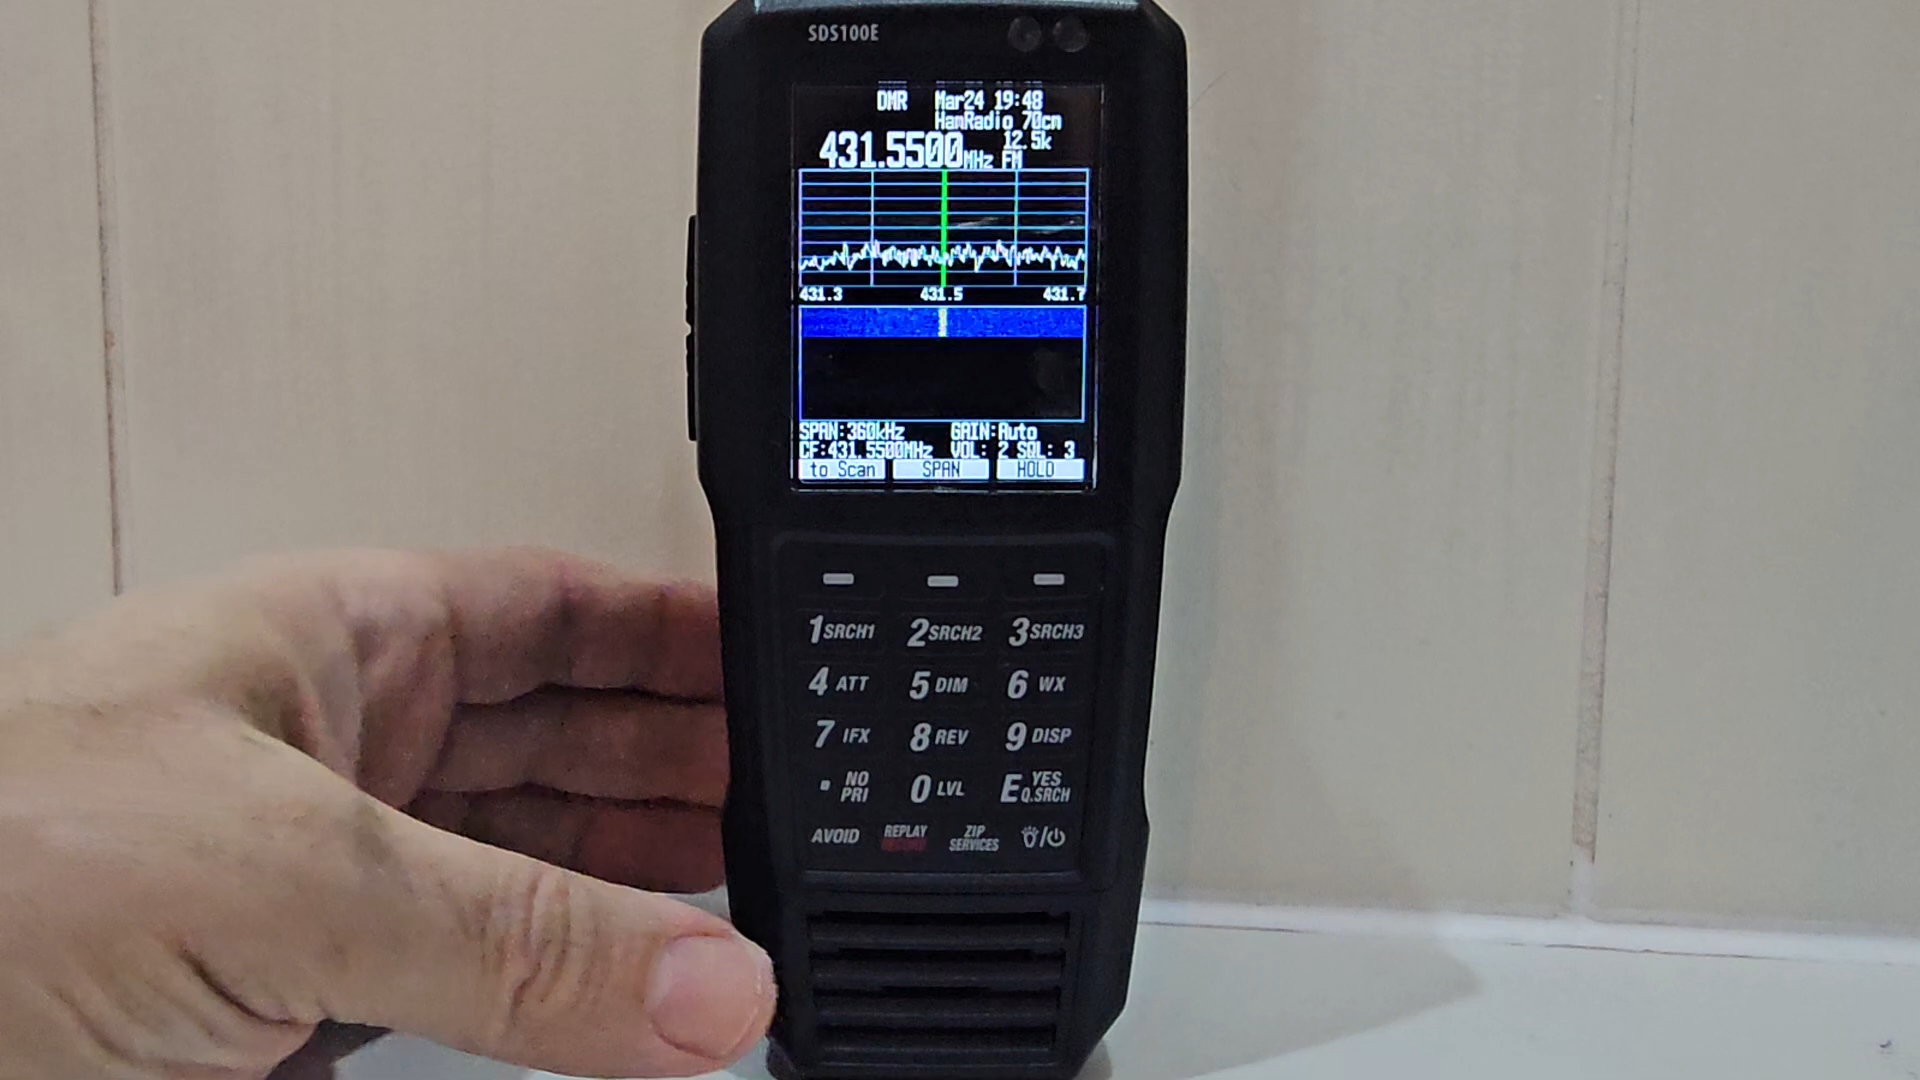 SDS100E
DMR Mar24 19:48
HamRadio 70cm
431.5500MHz FM 12.5k
431.3 431.5 431.7
SPAN:360kHz GAIN:Auto
CF:431.5500MHz VOL: 2 SQL: 3
to Scan SPAN HOLD
1 SRCH1 2 SRCH2 3 SRCH3
4 ATT 5 DIM 6 WX
7 IFX 8 REV 9 DISP
. NO PRI 0 LVL E YES Q.SRCH
AVOID REPLAY RECORD ZIP SERVICES